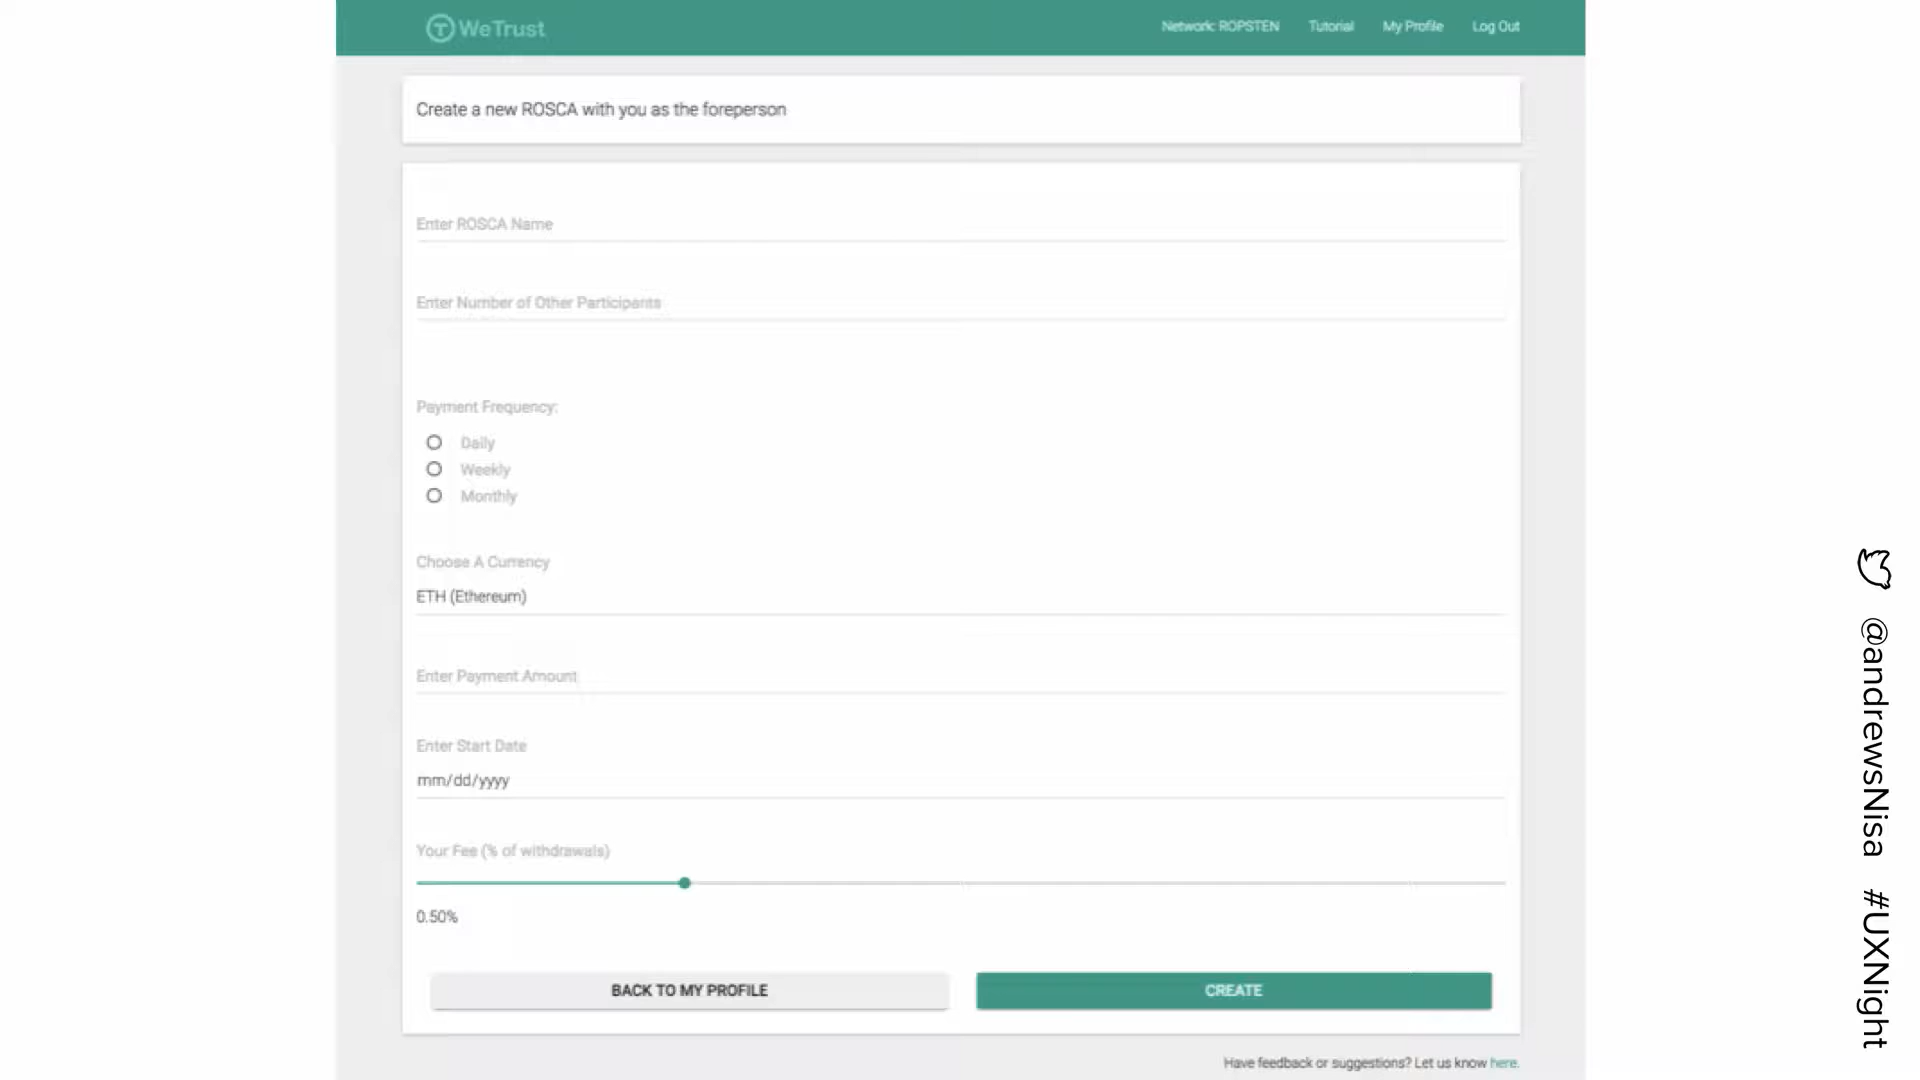 WeTrust
Network: ROPSTEN Tutorial My Profile Log Out
Create a new ROSCA with you as the foreperson
Enter ROSCA Name
Enter Number of Other Participants
Payment Frequency:
Daily
Weekly
Monthly
Choose A Currency
ETH (Ethereum)
Enter Payment Amount
Enter Start Date
mm/dd/yyyy
Your Fee (% of withdrawals)
0.50%
BACK TO MY PROFILE CREATE
Have feedback or suggestions? Let us know here.
@andrewsNisa #UXNight